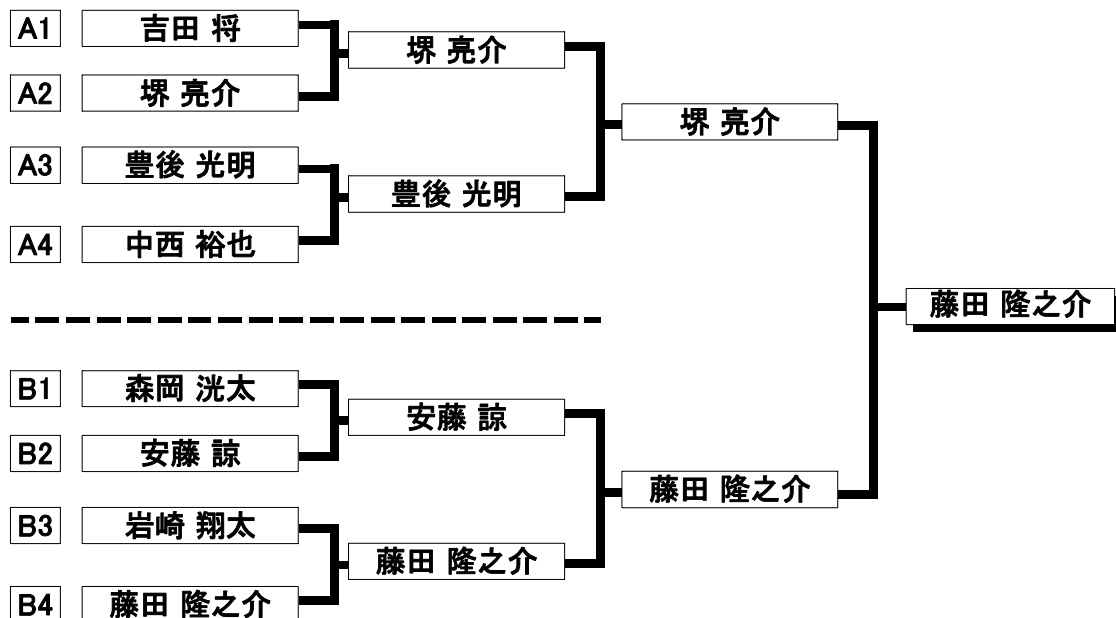 A1 吉田 将
A2 堺 亮介
A3 豊後 光明
A4 中西 裕也
堺 亮介
豊後 光明
堺 亮介
藤田 隆之介
B1 森岡 洸太
B2 安藤 諒
B3 岩崎 翔太
B4 藤田 隆之介
安藤 諒
藤田 隆之介
藤田 隆之介